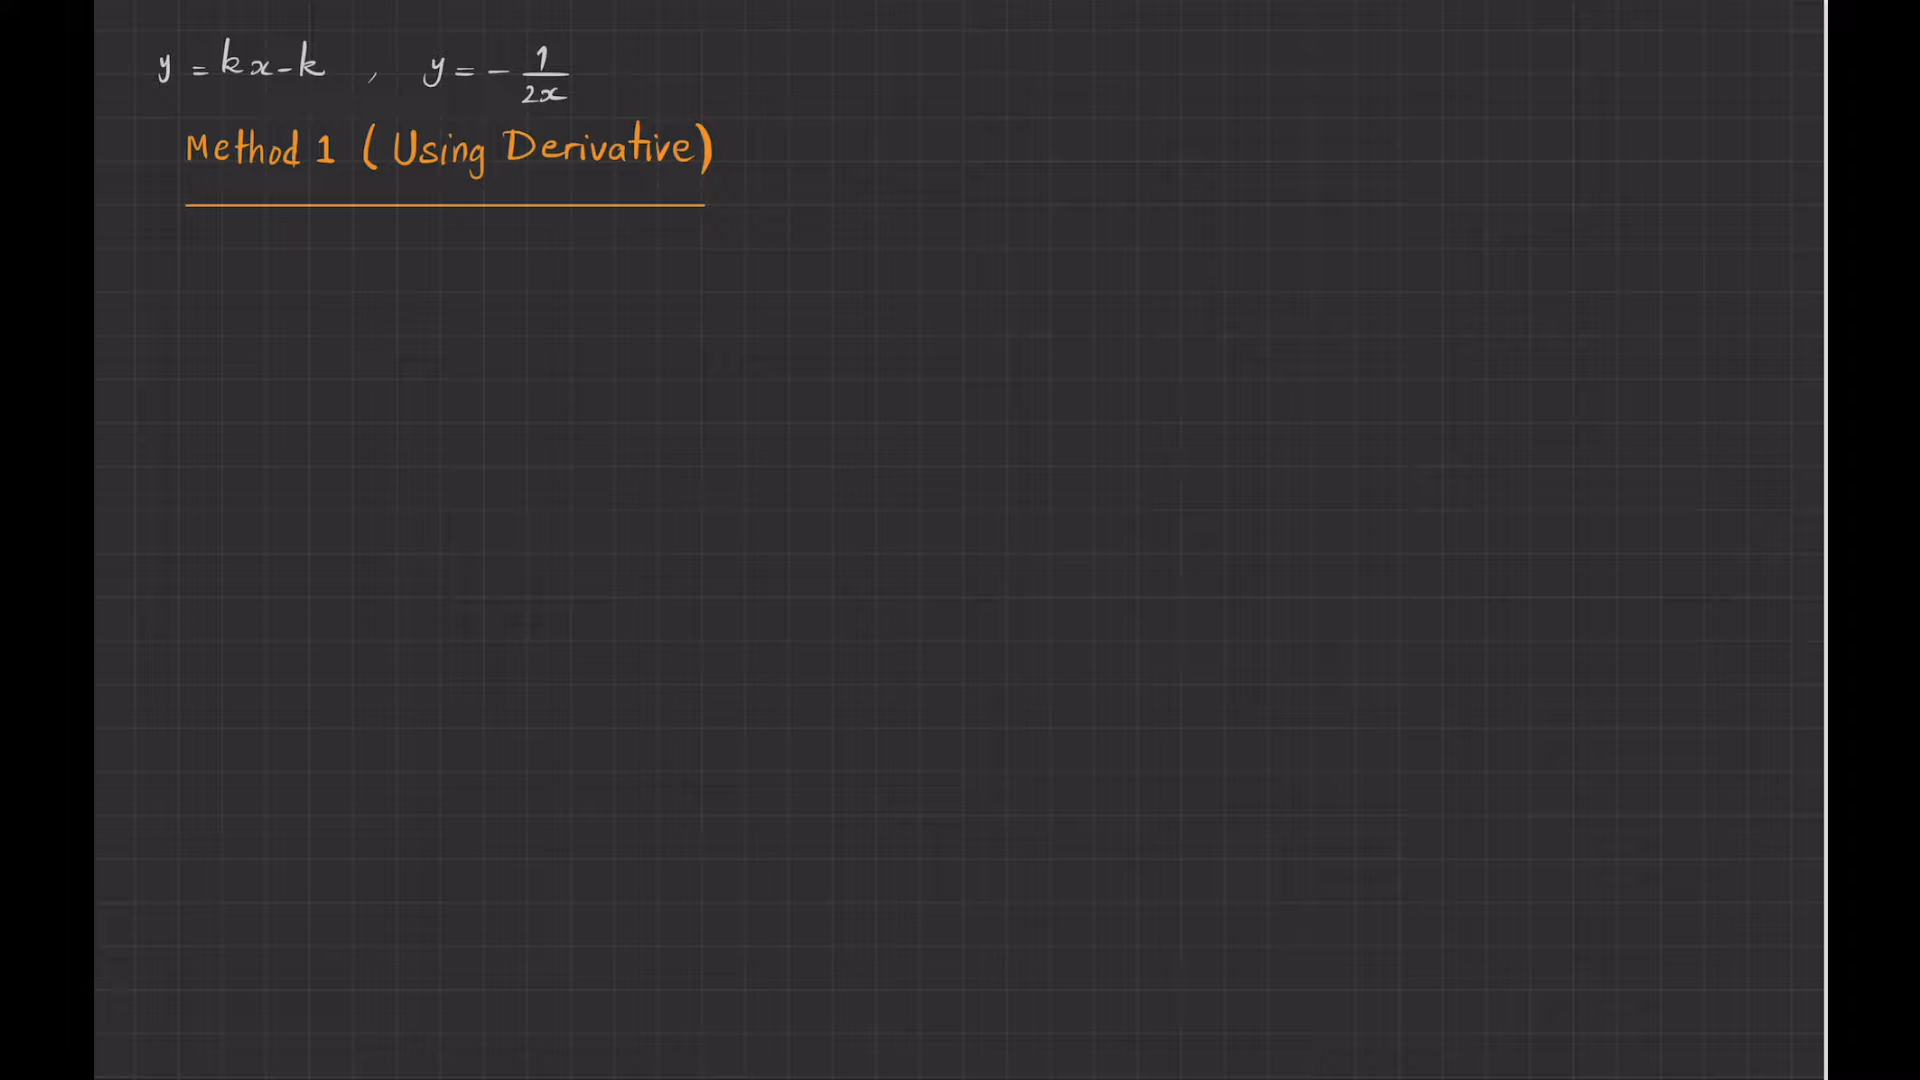 y = kx - k , y = - 1/2x
Method 1 (Using Derivative)